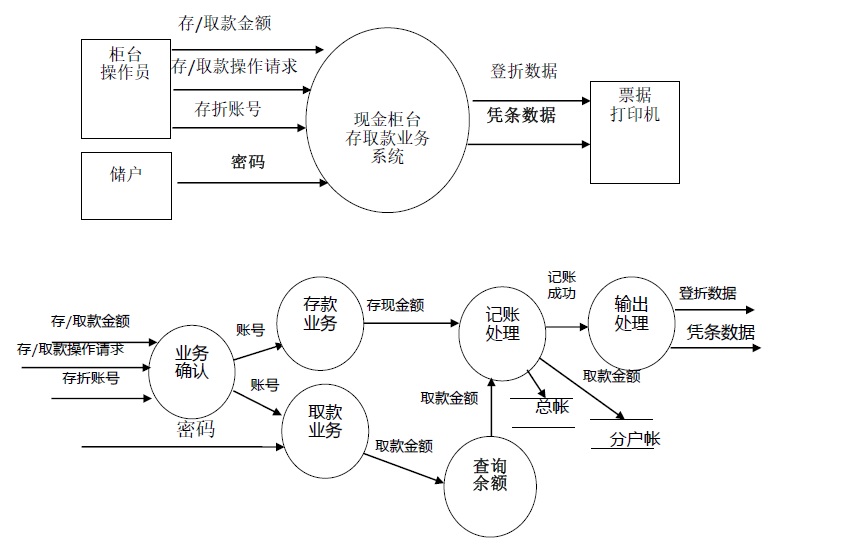 存/取款金额
柜台
操作员
存/取款操作请求
存折账号
储户
密码
现金柜台
存取款业务
系统
登折数据
凭条数据
票据
打印机
存/取款金额
存/取款操作请求
存折账号
密码
业务
确认
账号
账号
存款
业务
取款
业务
存现金额
取款金额
取款金额
查询
余额
记账
处理
记账
成功
输出
处理
登折数据
凭条数据
取款金额
总帐
分户帐